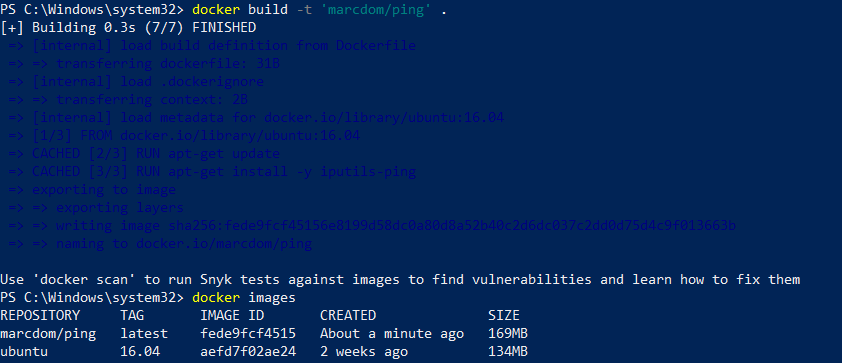 PS C:\Windows\system32> docker build -t 'marcdom/ping' .
[+] Building 0.3s (7/7) FINISHED
=> [internal] load build definition from Dockerfile
=> => transferring dockerfile: 31B
=> [internal] load .dockerignore
=> => transferring context: 2B
=> [internal] load metadata for docker.io/library/ubuntu:16.04
=> [1/3] FROM docker.io/library/ubuntu:16.04
=> CACHED [2/3] RUN apt-get update
=> CACHED [3/3] RUN apt-get install -y iputils-ping
=> exporting to image
=> => exporting layers
=> => writing image sha256:fede9fcf45156e8199d58dc0a80d8a52b40c2d6dc037c2dd0d75d4c9f013663b
=> => naming to docker.io/marcdom/ping
Use 'docker scan' to run Snyk tests against images to find vulnerabilities and learn how to fix them
PS C:\Windows\system32> docker images
REPOSITORY TAG IMAGE ID CREATED SIZE
marcdom/ping latest fede9fcf4515 About a minute ago 169MB
ubuntu 16.04 aefd7f02ae24 2 weeks ago 134MB